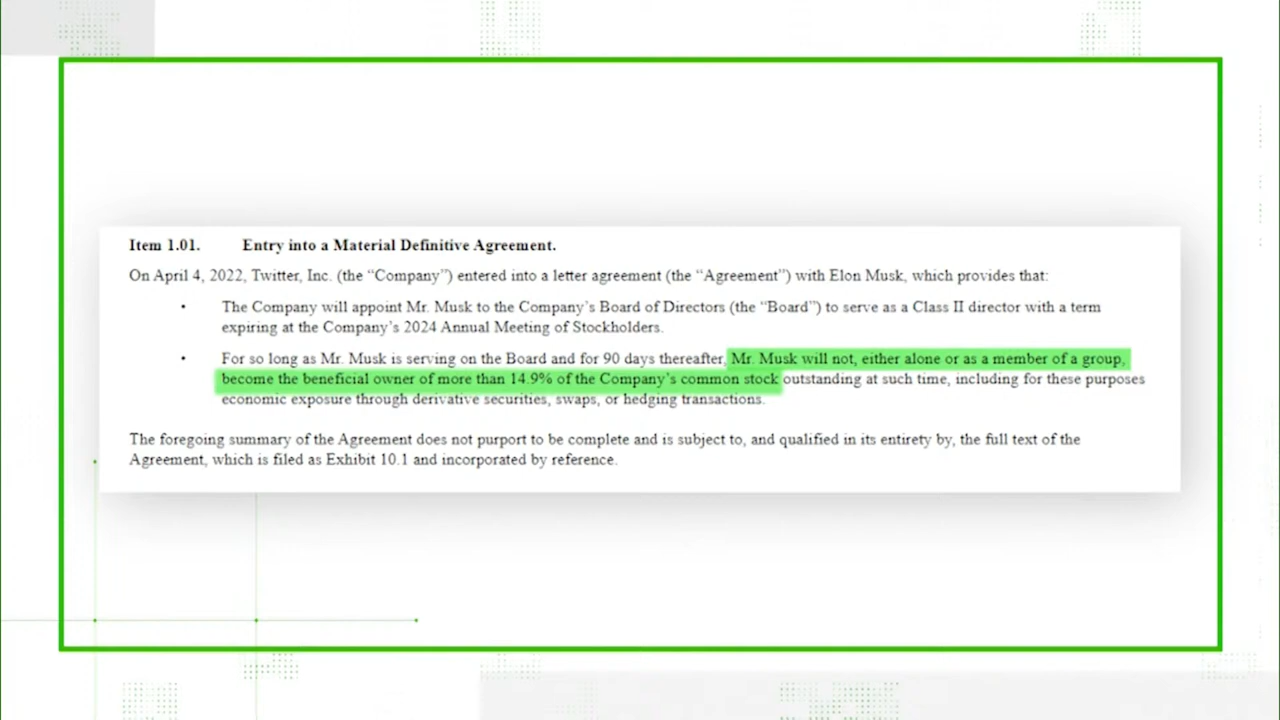 Item 1.01. Entry into a Material Definitive Agreement.
On April 4, 2022, Twitter, Inc. (the “Company”) entered into a letter agreement (the “Agreement”) with Elon Musk, which provides that:
• The Company will appoint Mr. Musk to the Company’s Board of Directors (the “Board”) to serve as a Class II director with a term
expiring at the Company’s 2024 Annual Meeting of Stockholders.
• For so long as Mr. Musk is serving on the Board and for 90 days thereafter, Mr. Musk will not, either alone or as a member of a group,
become the beneficial owner of more than 14.9% of the Company’s common stock outstanding at such time, including for these purposes
economic exposure through derivative securities, swaps, or hedging transactions.
The foregoing summary of the Agreement does not purport to be complete and is subject to, and qualified in its entirety by, the full text of the
Agreement, which is filed as Exhibit 10.1 and incorporated by reference.